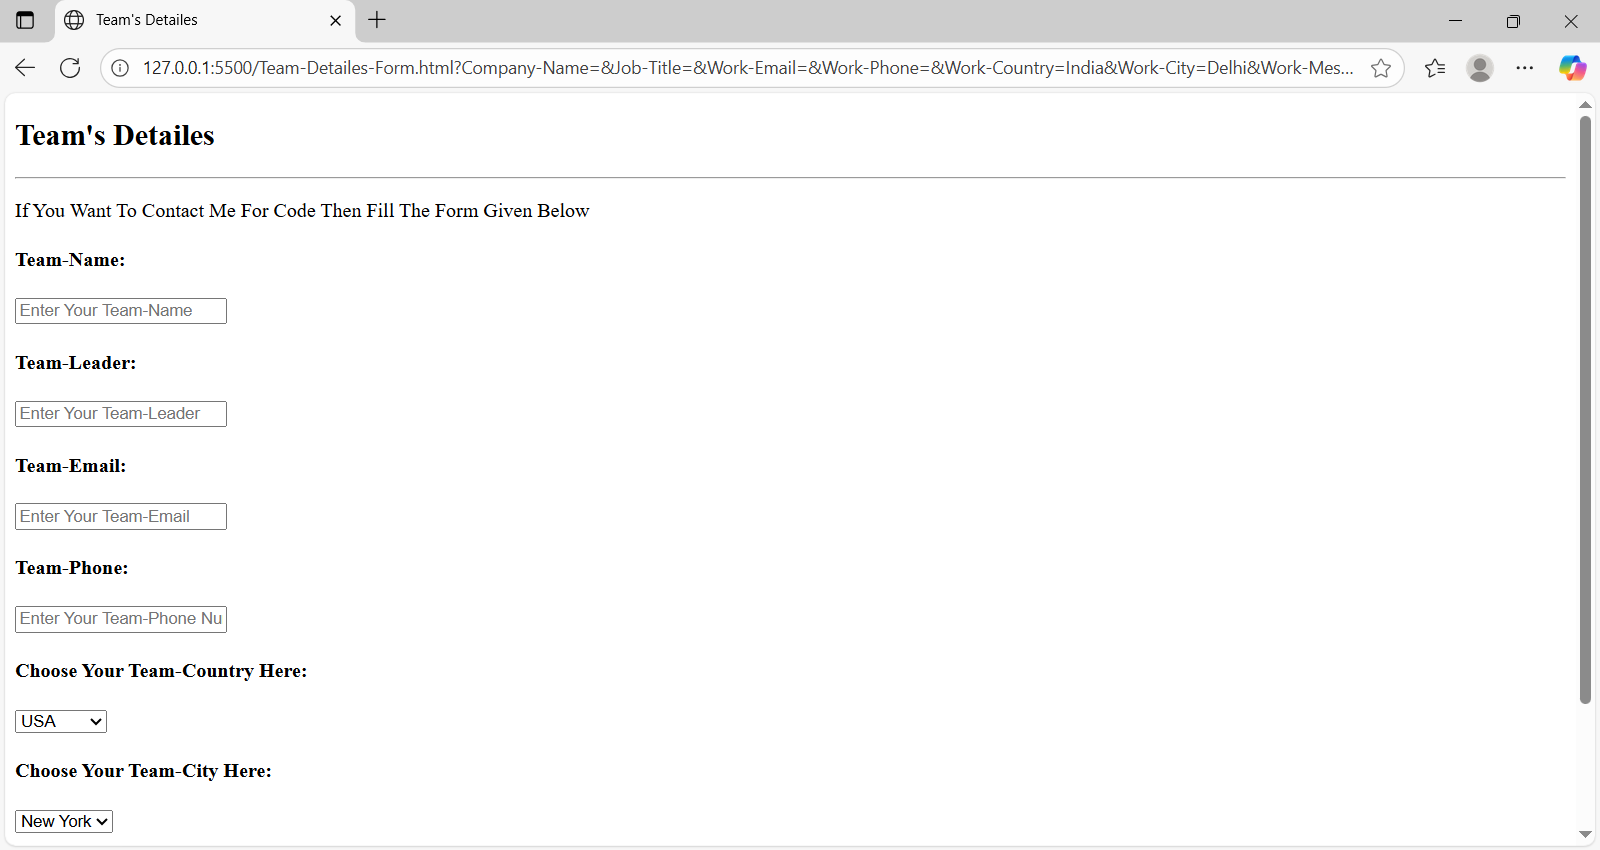 Team's Detailes
127.0.0.1:5500/Team-Detailes-Form.html?Company-Name=&Job-Title=&Work-Email=&Work-Phone=&Work-Country=India&Work-City=Delhi&Work-Mes...
Team's Detailes
If You Want To Contact Me For Code Then Fill The Form Given Below
Team-Name:
Enter Your Team-Name
Team-Leader:
Enter Your Team-Leader
Team-Email:
Enter Your Team-Email
Team-Phone:
Enter Your Team-Phone Nu
Choose Your Team-Country Here:
USA
Choose Your Team-City Here:
New York